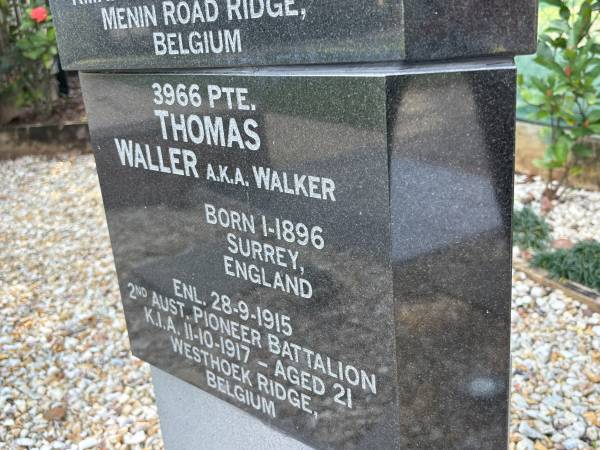 MENIN ROAD RIDGE,
BELGIUM
3966 PTE.
THOMAS
WALLER A.K.A. WALKER
BORN 1-1896
SURREY,
ENGLAND
ENL. 28-9-1915
2ND AUST. PIONEER BATTALION
K.I.A. 11-10-1917 – AGED 21
WESTHOEK RIDGE,
BELGIUM